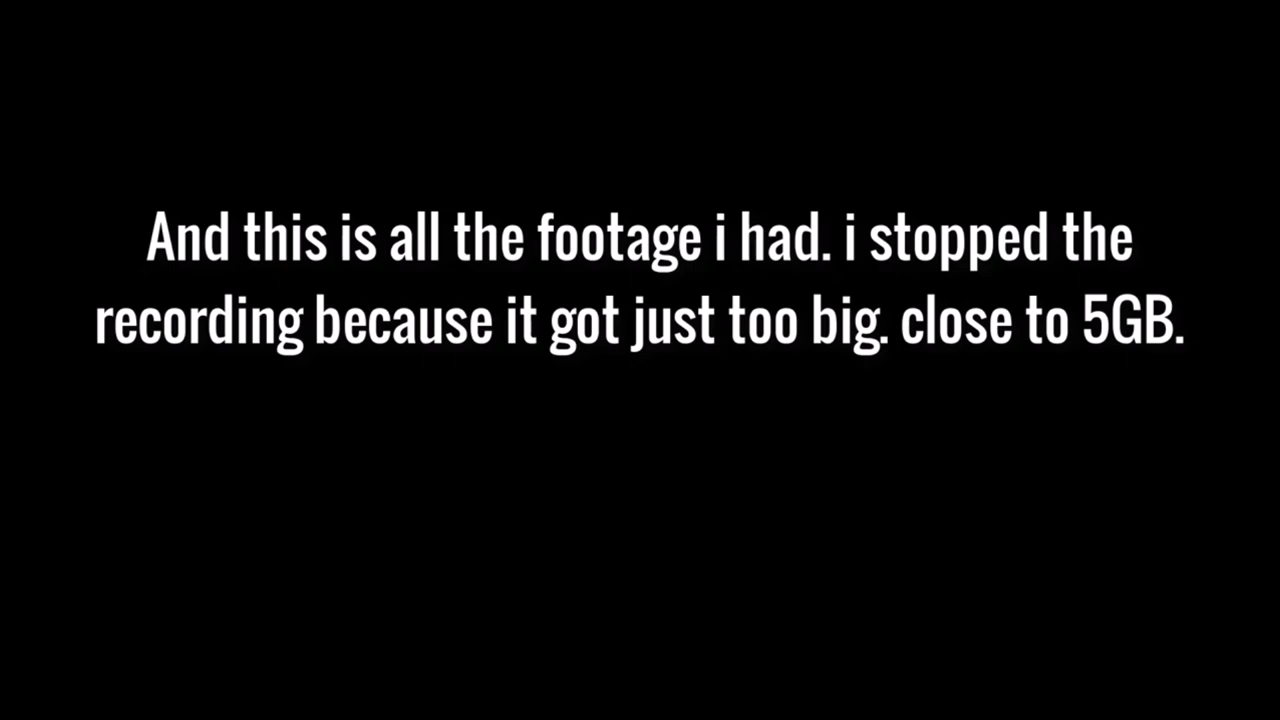 And this is all the footage i had. i stopped the
recording because it got just too big. close to 5GB.